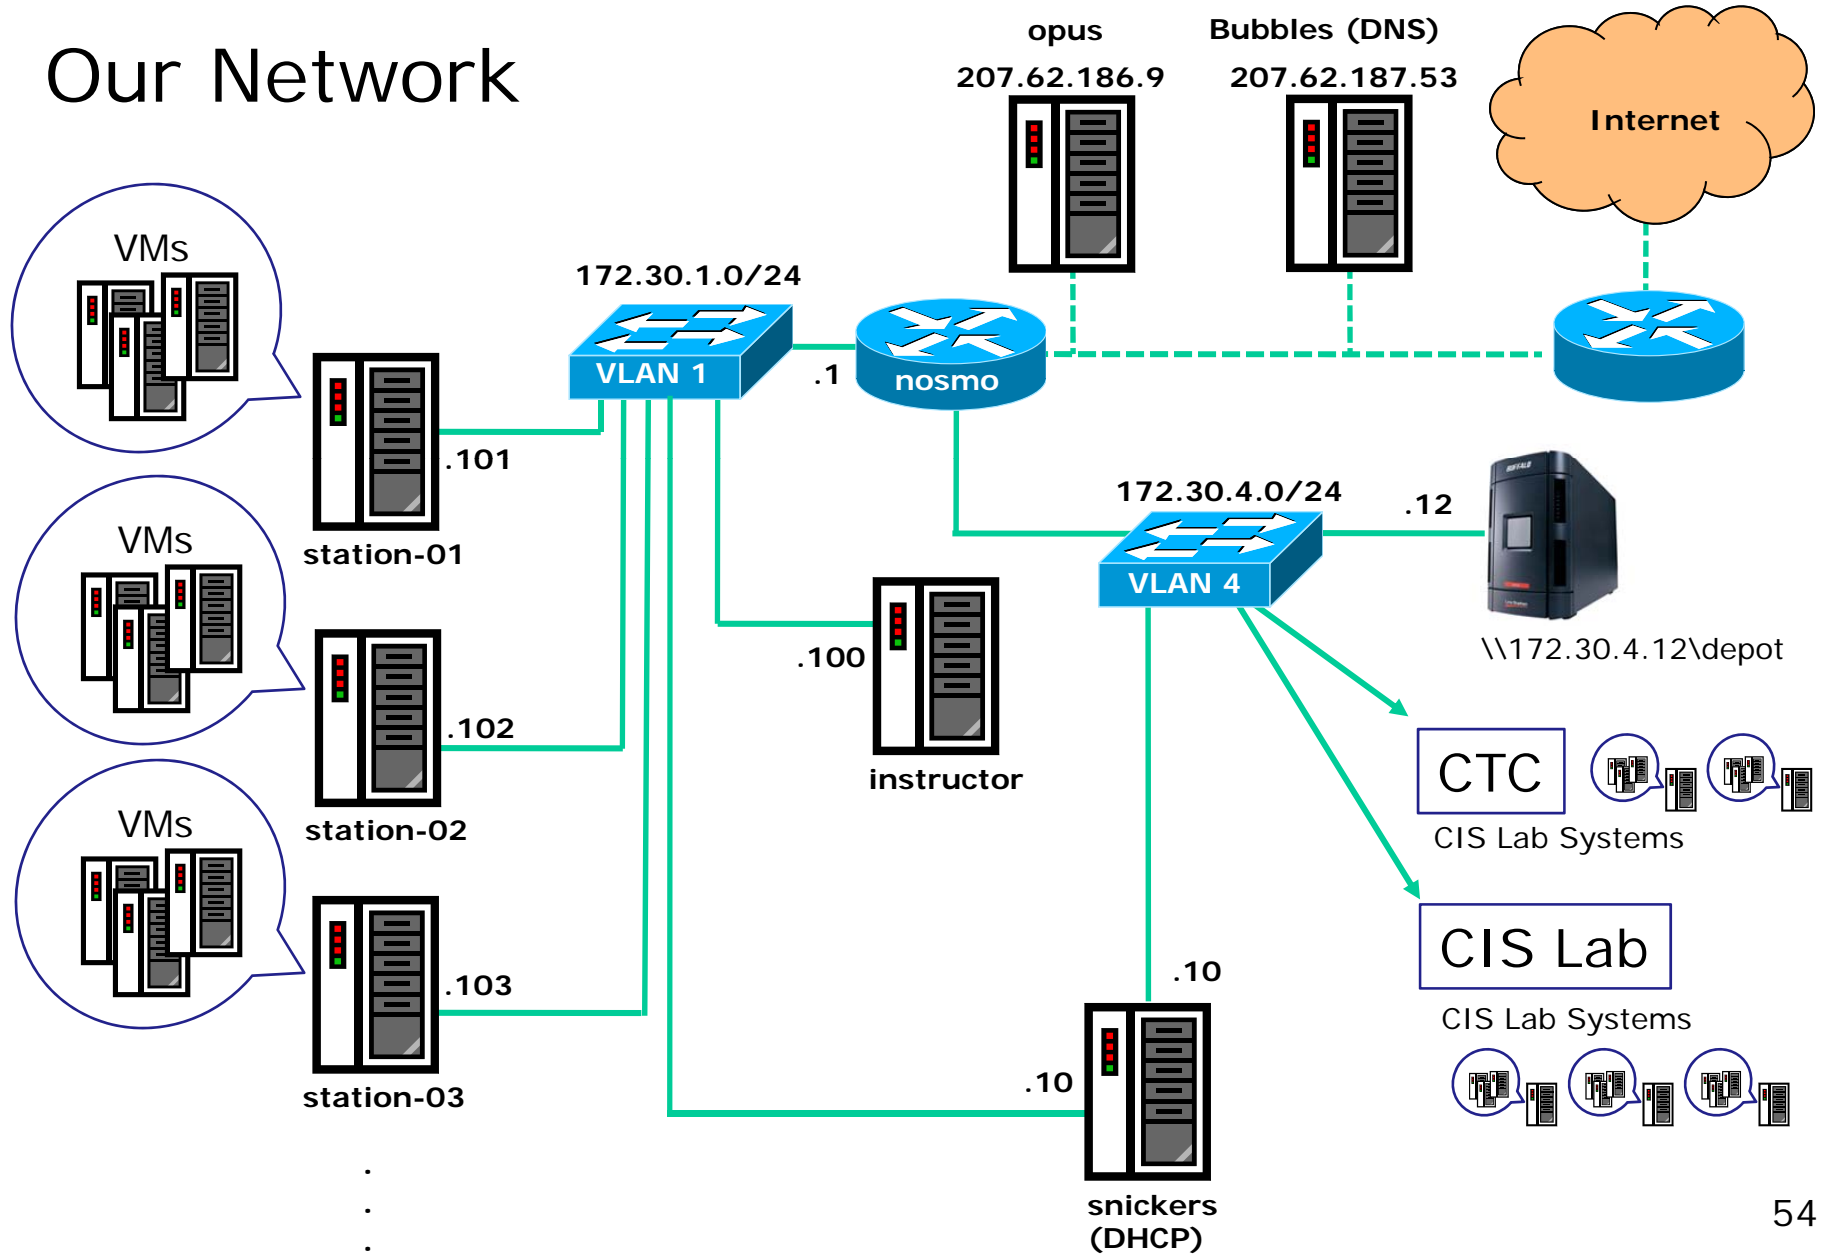 Our Network
opus
207.62.186.9
Bubbles (DNS)
207.62.187.53
Internet
VMs
172.30.1.0/24
VLAN 1
.1
nosmo
.101
station-01
VMs
172.30.4.0/24
VLAN 4
.12
BUFFALO
\\172.30.4.12\depot
.100
instructor
.102
station-02
VMs
CTC
CIS Lab Systems
CIS Lab
CIS Lab Systems
.103
station-03
.10
.10
snickers
(DHCP)
.
.
.
54